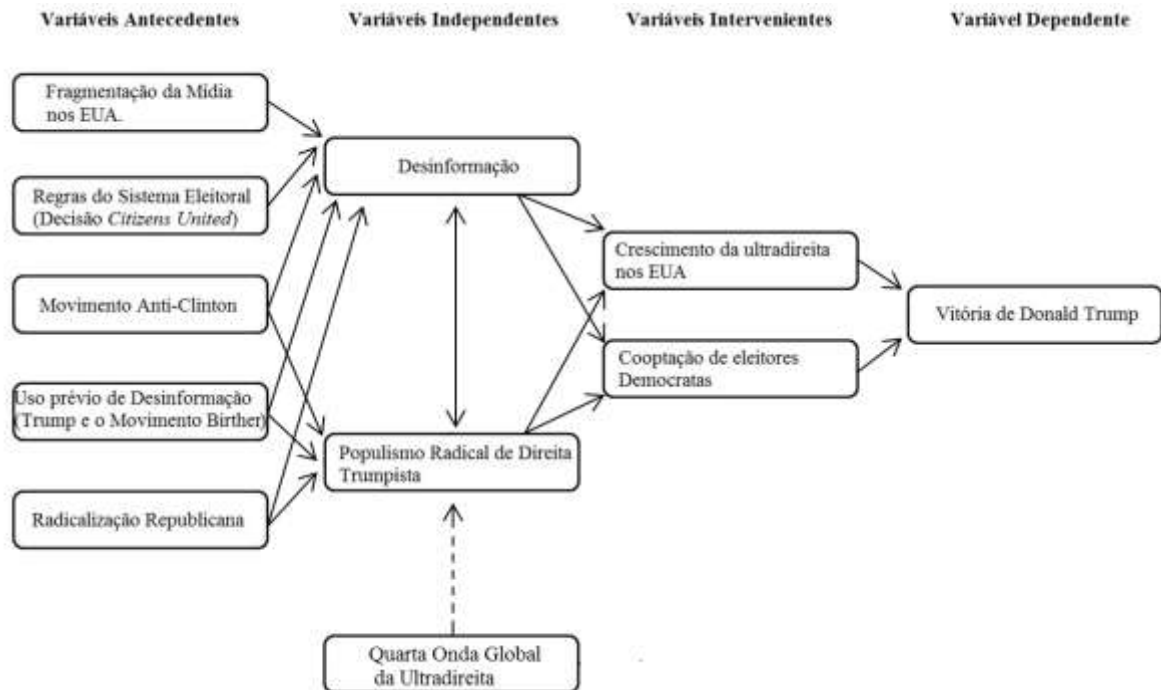 Variáveis Antecedentes
Variáveis Independentes
Variáveis Intervenientes
Variável Dependente
Fragmentação da Mídia
nos EUA.
Regras do Sistema Eleitoral
(Decisão Citizens United)
Movimento Anti-Clinton
Uso prévio de Desinformação
(Trump e o Movimento Birther)
Radicalização Republicana
Desinformação
Populismo Radical de Direita
Trumpista
Quarta Onda Global
da Ultradireita
Crescimento da ultradireita
nos EUA
Cooptação de eleitores
Democratas
Vitória de Donald Trump